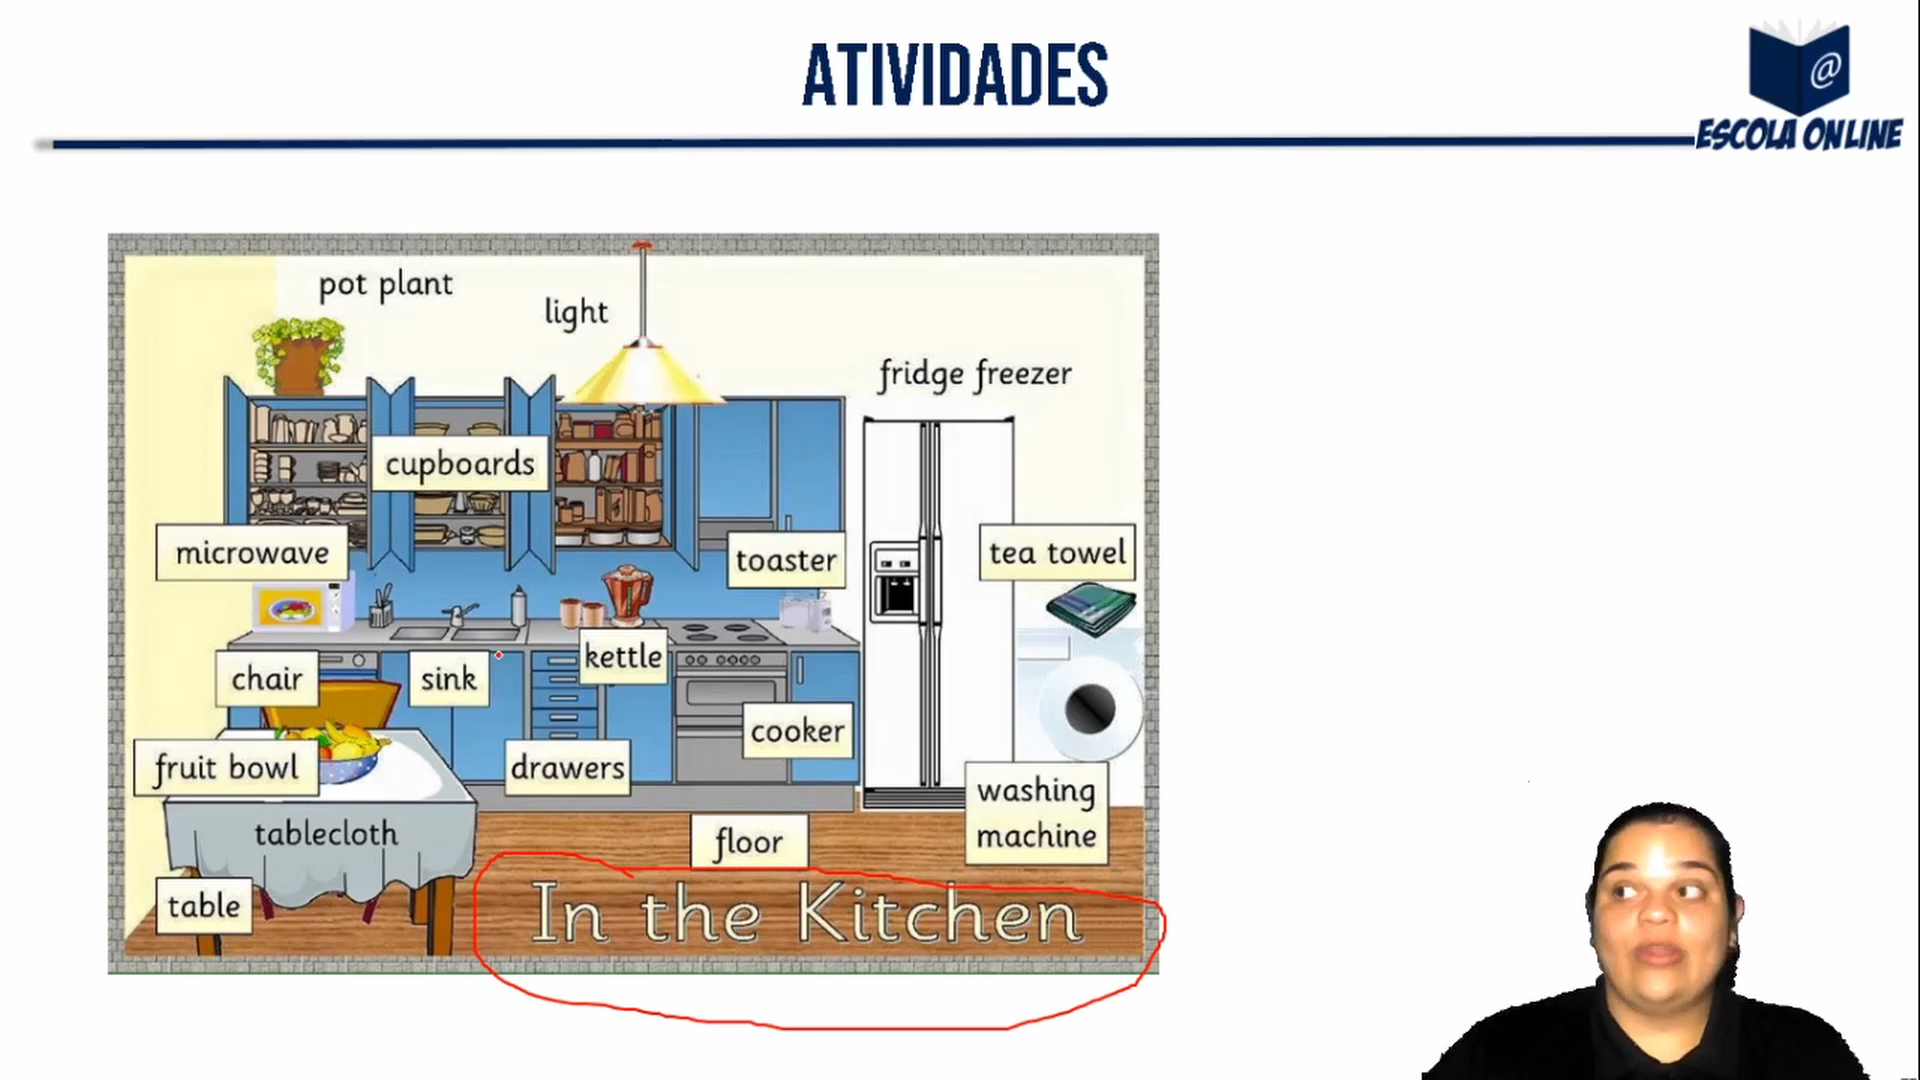 ATIVIDADES
@
ESCOLA ONLINE
pot plant
light
fridge freezer
cupboards
microwave
toaster
tea towel
kettle
chair
sink
cooker
fruit bowl
drawers
washing
machine
tablecloth
floor
table
In the Kitchen